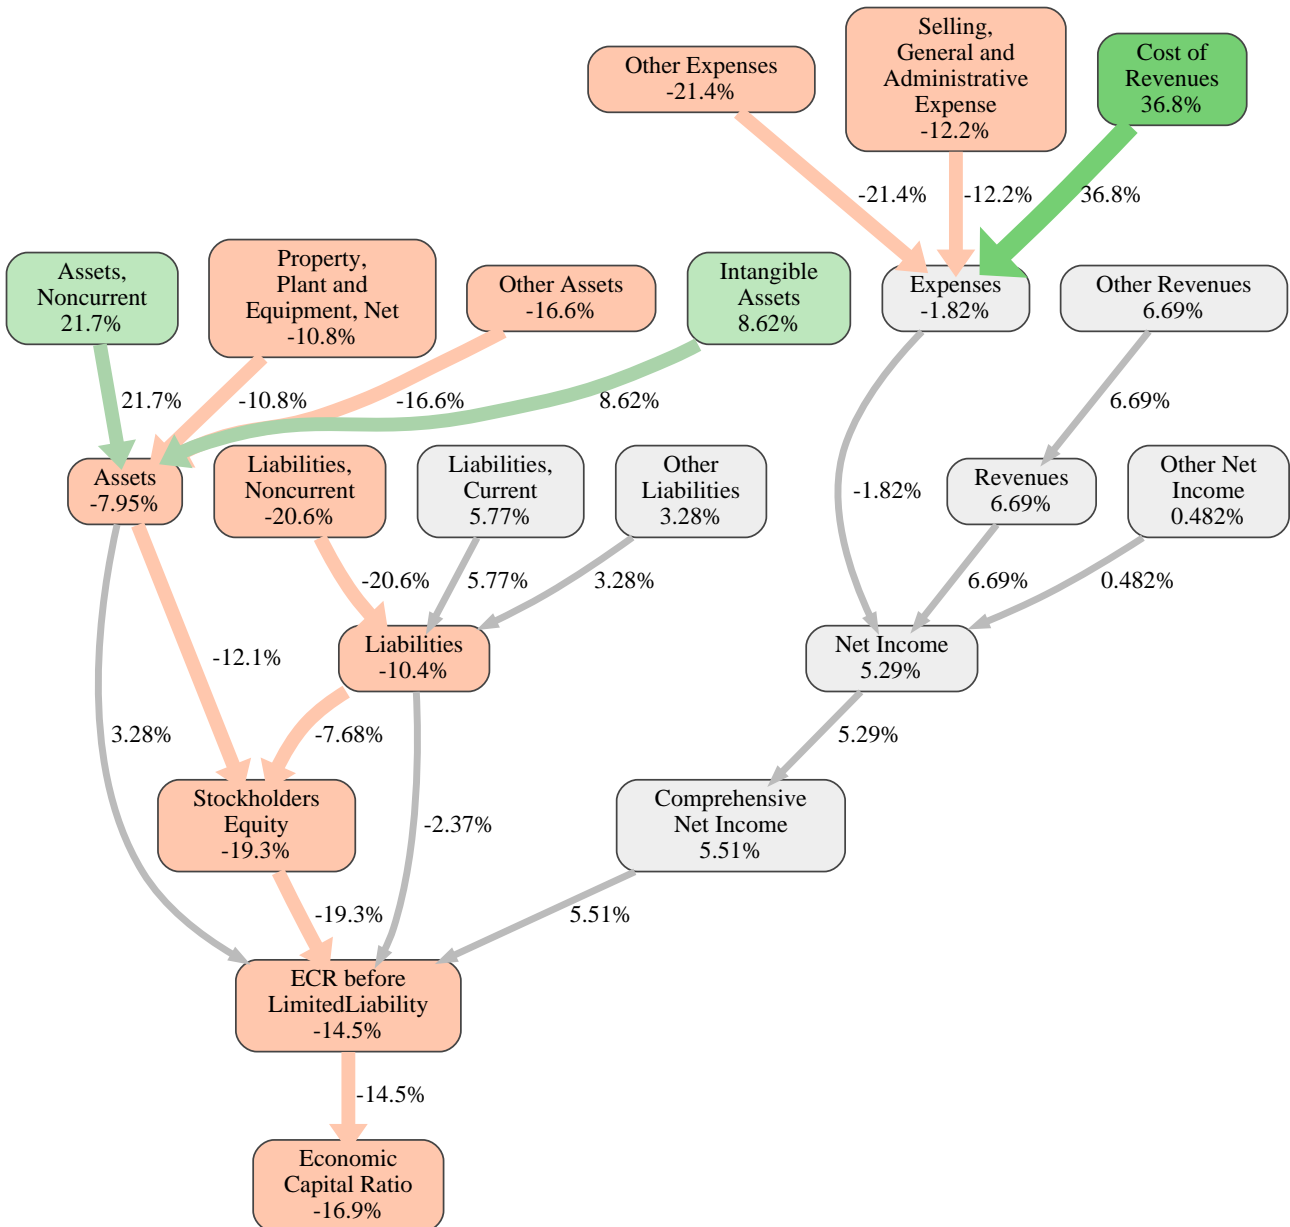 Other Expenses
-21.4%
Selling,
General and
Administrative
Expense
-12.2%
Cost of
Revenues
36.8%
-21.4%
-12.2%
36.8%
Assets,
Noncurrent
21.7%
Property,
Plant and
Equipment, Net
-10.8%
Other Assets
-16.6%
Intangible
Assets
8.62%
Expenses
-1.82%
Other Revenues
6.69%
21.7%
-10.8%
-16.6%
8.62%
6.69%
Assets
-7.95%
Liabilities,
Noncurrent
-20.6%
Liabilities,
Current
5.77%
Other
Liabilities
3.28%
-1.82%
Revenues
6.69%
Other Net
Income
0.482%
-20.6%
5.77%
3.28%
6.69%
0.482%
-12.1%
Liabilities
-10.4%
Net Income
5.29%
3.28%
-7.68%
5.29%
Stockholders
Equity
-19.3%
-2.37%
Comprehensive
Net Income
5.51%
-19.3%
5.51%
ECR before
LimitedLiability
-14.5%
-14.5%
Economic
Capital Ratio
-16.9%